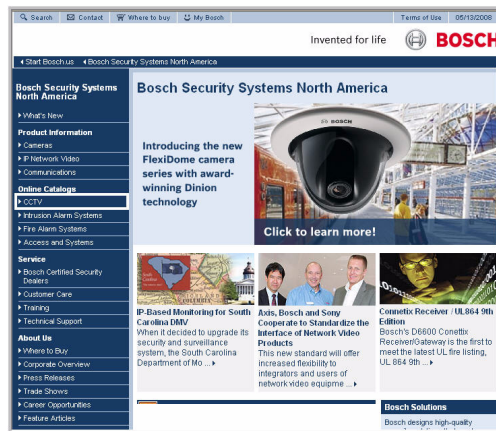 Search Contact Where to buy My Bosch Terms of Use 05/13/2008
Invented for life BOSCH
Start Bosch.us Bosch Security Systems North America
Bosch Security Systems
North America
What's New
Product Information
Cameras
IP Network Video
Communications
Online Catalogs
CCTV
Intrusion Alarm Systems
Fire Alarm Systems
Access and Systems
Service
Bosch Certified Security
Dealers
Customer Care
Training
Technical Support
About Us
Where to Buy
Corporate Overview
Press Releases
Trade Shows
Career Opportunities
Feature Articles
Bosch Security Systems North America
Introducing the new
FlexiDome camera
series with award-
winning Dinion
technology
BOSCH
Click to learn more!
IP-Based Monitoring for South
Carolina DMV
When it decided to upgrade its
security and surveillance
system, the South Carolina
Department of Mo ...
Axis, Bosch and Sony
Cooperate to Standardize the
Interface of Network Video
Products
This new standard will offer
increased flexibility to
integrators and users of
network video equipme ...
Connetix Receiver / UL864 9th
Edition
Bosch's D6600 Conettix
Receiver/Gateway is the first to
meet the latest UL fire listing,
UL 864 9th ...
Bosch Solutions
Bosch designs high-quality